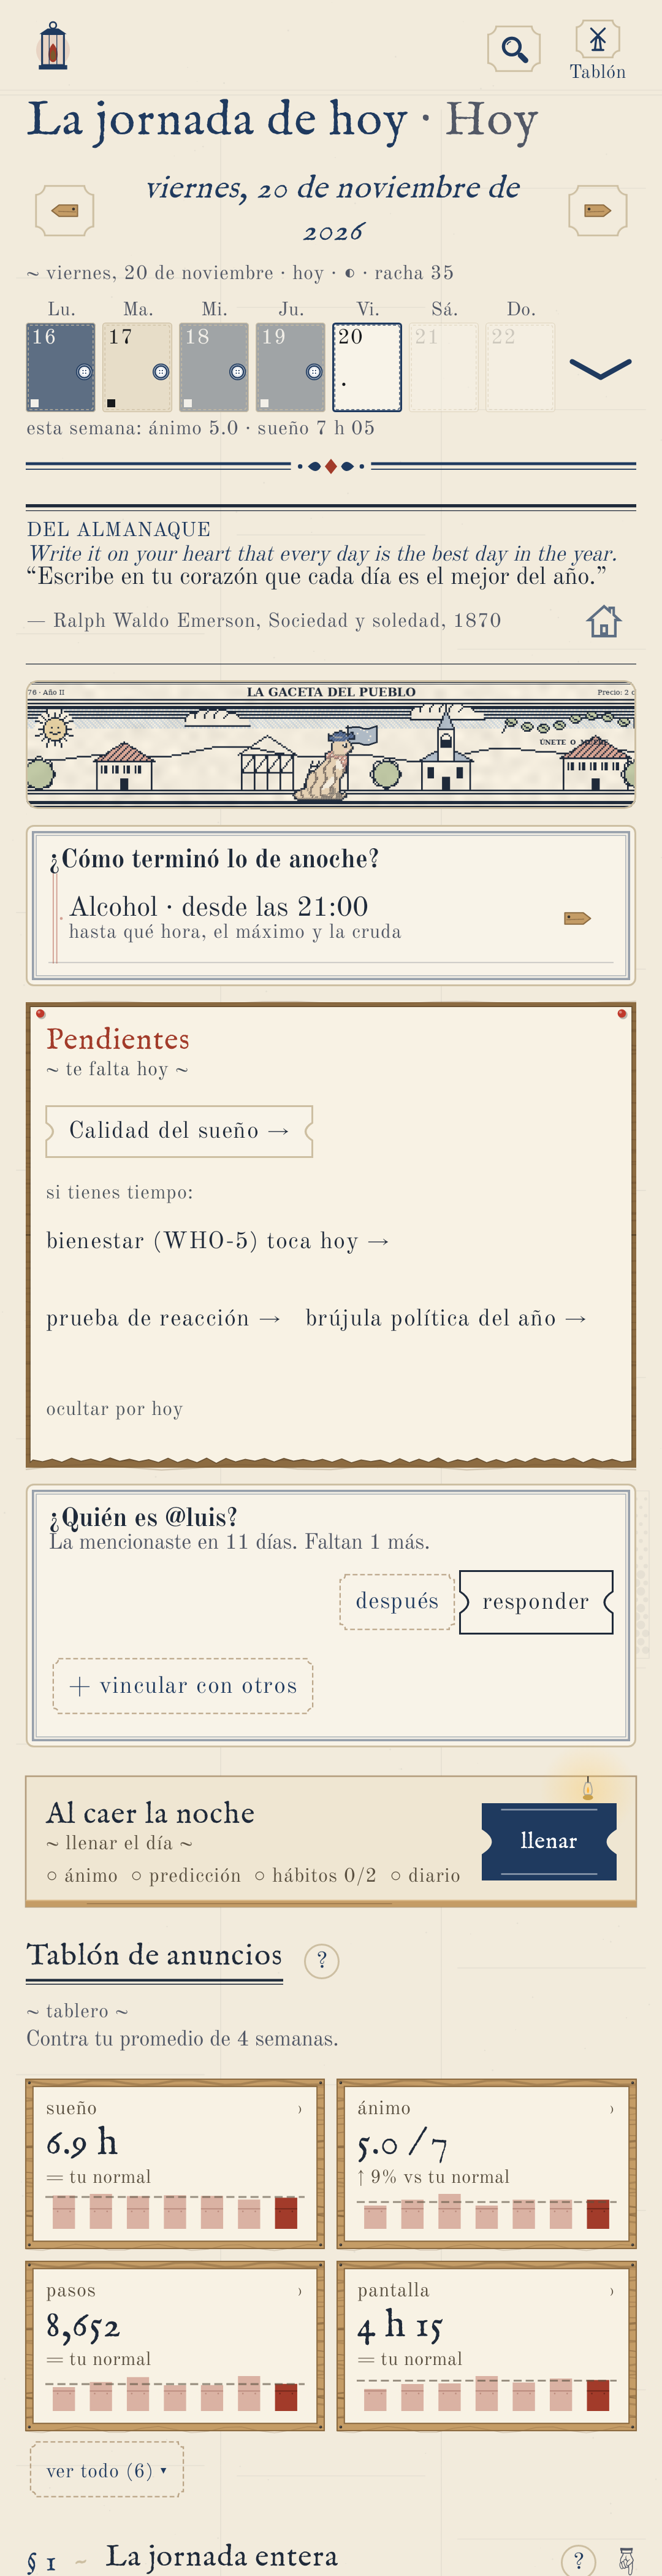 Tablón
La jornada de hoy · Hoy
viernes, 20 de noviembre de
2026
~ viernes, 20 de noviembre · hoy · ◐ · racha 35
Lu. Ma. Mi. Ju. Vi. Sá. Do.
16 17 18 19 20 21 22
esta semana: ánimo 5.0 · sueño 7 h 05
DEL ALMANAQUE
Write it on your heart that every day is the best day in the year.
“Escribe en tu corazón que cada día es el mejor del año.”
— Ralph Waldo Emerson, Sociedad y soledad, 1870
76 · Año II LA GACETA DEL PUEBLO Precio: 2 c
ÚNETE O
¿Cómo terminó lo de anoche?
Alcohol · desde las 21:00
hasta qué hora, el máximo y la cruda
Pendientes
~ te falta hoy ~
Calidad del sueño →
si tienes tiempo:
bienestar (WHO-5) toca hoy →
prueba de reacción → brújula política del año →
ocultar por hoy
¿Quién es @luis?
La mencionaste en 11 días. Faltan 1 más.
después responder
+ vincular con otros
Al caer la noche
~ llenar el día ~
○ ánimo ○ predicción ○ hábitos 0/2 ○ diario
llenar
Tablón de anuncios ?
~ tablero ~
Contra tu promedio de 4 semanas.
sueño ›
6.9 h
= tu normal
ánimo ›
5.0 / 7
↑ 9% vs tu normal
pasos ›
8,652
= tu normal
pantalla ›
4 h 15
= tu normal
ver todo (6) ▾
§ 1 ~ La jornada entera ?